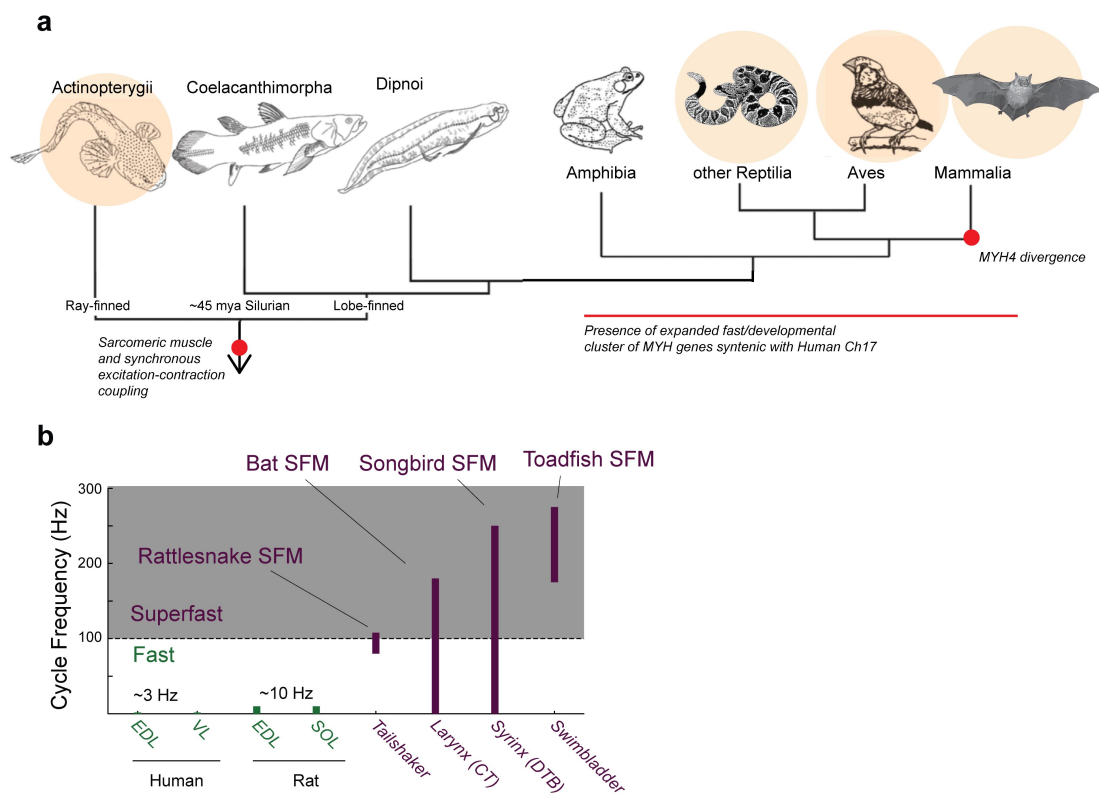 a
Actinopterygii
Coelacanthimorpha
Dipnoi
Amphibia
other Reptilia
Aves
Mammalia
MYH4 divergence
Ray-finned
~45 mya Silurian
Lobe-finned
Sarcomeric muscle
and synchronous
excitation-contraction
coupling
Presence of expanded fast/developmental
cluster of MYH genes syntenic with Human Ch17
b
Bat SFM
Songbird SFM
Toadfish SFM
Rattlesnake SFM
Superfast
Fast
Cycle Frequency (Hz)
300
200
100
~3 Hz
~10 Hz
EDL
VL
EDL
SOL
Tailshaker
Larynx (CT)
Syrinx (DTB)
Swimbladder
Human
Rat